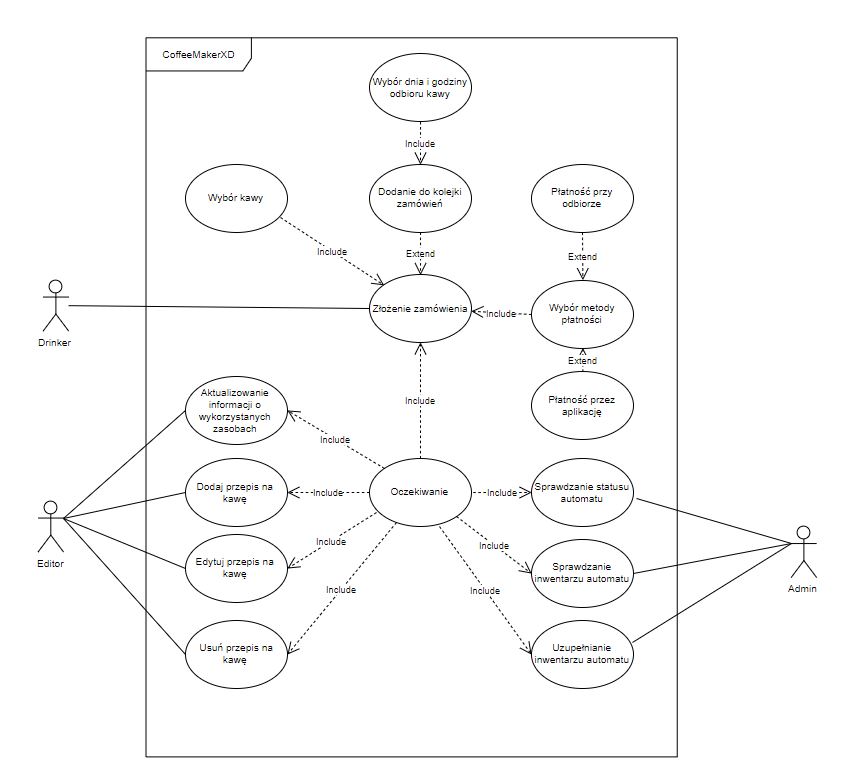 CoffeeMakerXD
Wybór dnia i godziny
odbioru kawy
Include
Wybór kawy
Dodanie do kolejki
zamówień
Płatność przy
odbiorze
Include
Extend
Extend
Drinker
Złożenie zamówienia
Include
Wybór metody
płatności
Extend
Aktualizowanie
informacji o
wykorzystanych
zasobach
Include
Płatność przez
aplikację
Include
Dodaj przepis na
kawę
Include
Oczekiwanie
Include
Sprawdzanie statusu
automatu
Editor
Include
Include
Edytuj przepis na
kawę
Sprawdzanie
inwentarzu automatu
Admin
Include
Include
Usuń przepis na
kawę
Uzupełnianie
inwentarzu automatu